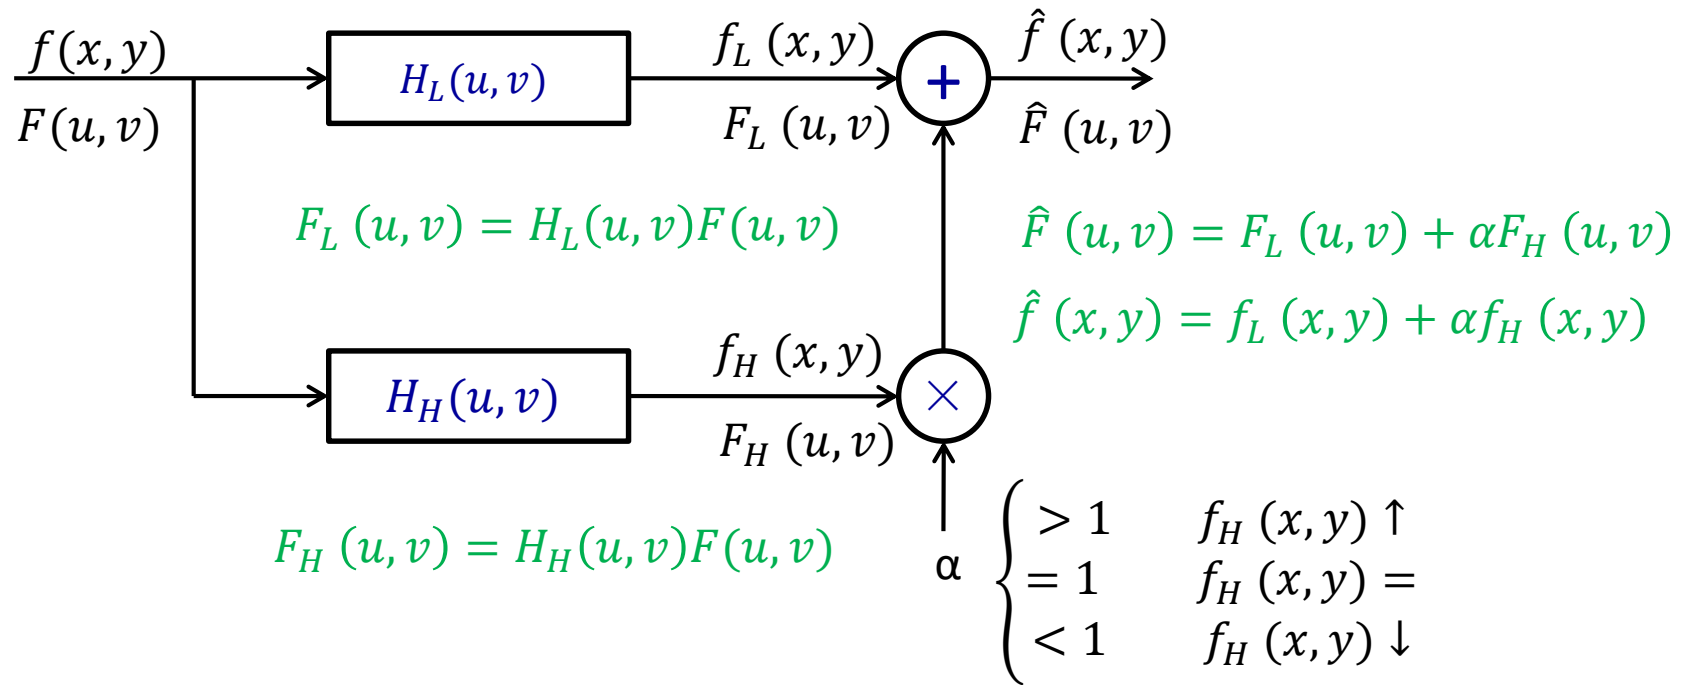 f(x, y)
F(u, v)
H_L(u, v)
f_L (x, y)
F_L (u, v)
+
f̂ (x, y)
F̂ (u, v)
F_L (u, v) = H_L(u, v)F(u, v)
F̂ (u, v) = F_L (u, v) + αF_H (u, v)
f̂ (x, y) = f_L (x, y) + αf_H (x, y)
H_H(u, v)
f_H (x, y)
F_H (u, v)
×
F_H (u, v) = H_H(u, v)F(u, v)
α
> 1 f_H (x, y) ↑
= 1 f_H (x, y) =
< 1 f_H (x, y) ↓